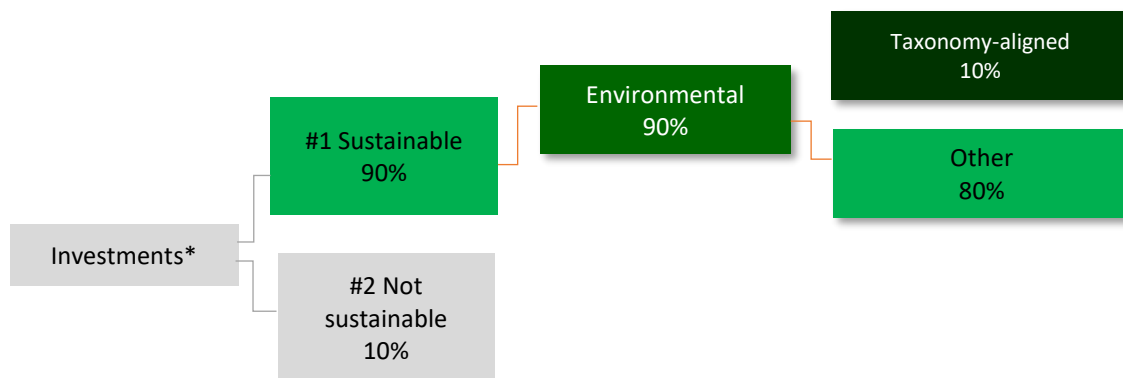 Taxonomy-aligned
10%
Environmental
90%
#1 Sustainable
90%
Other
80%
Investments*
#2 Not
sustainable
10%